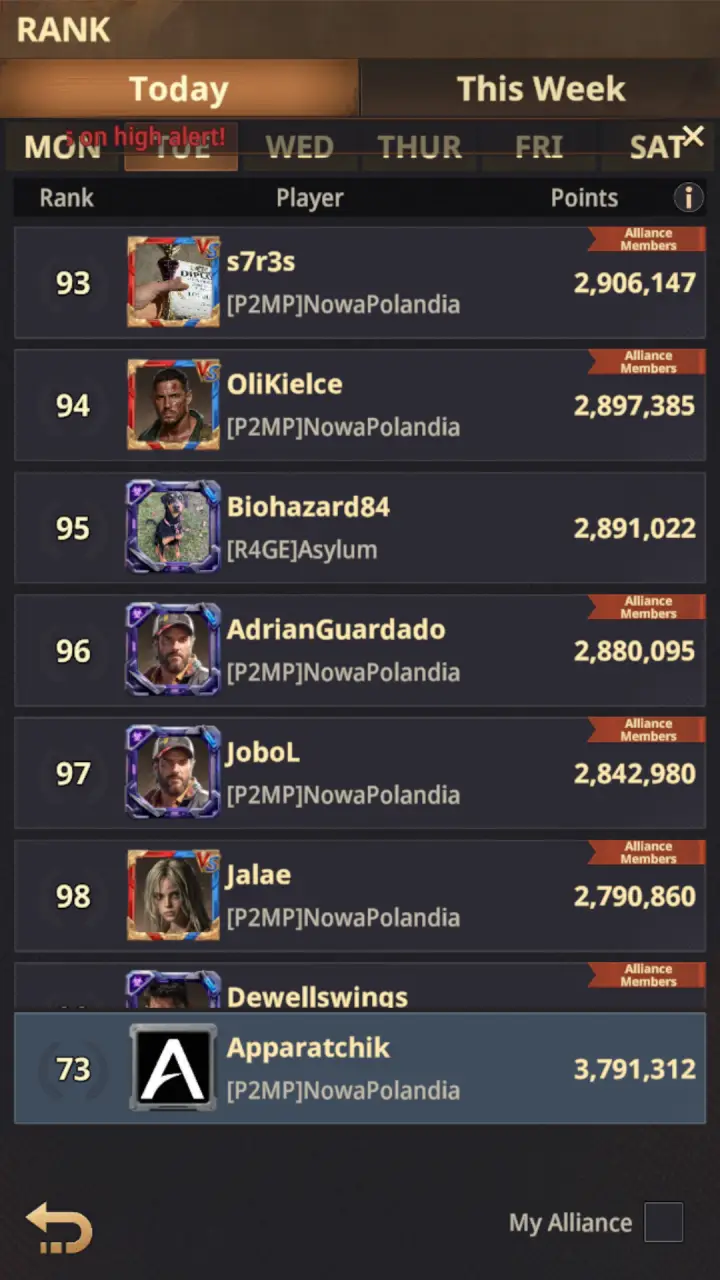 RANK
Today
This Week
s on high alert!
MON
TUE
WED
THUR
FRI
SAT
Rank
Player
Points
Alliance
Members
93
s7r3s
2,906,147
[P2MP]NowaPolandia
Alliance
Members
94
OliKielce
2,897,385
[P2MP]NowaPolandia
95
Biohazard84
2,891,022
[R4GE]Asylum
Alliance
Members
96
AdrianGuardado
2,880,095
[P2MP]NowaPolandia
Alliance
Members
97
JoboL
2,842,980
[P2MP]NowaPolandia
Alliance
Members
98
Jalae
2,790,860
[P2MP]NowaPolandia
Alliance
Members
Dewellswings
73
Apparatchik
3,791,312
[P2MP]NowaPolandia
My Alliance